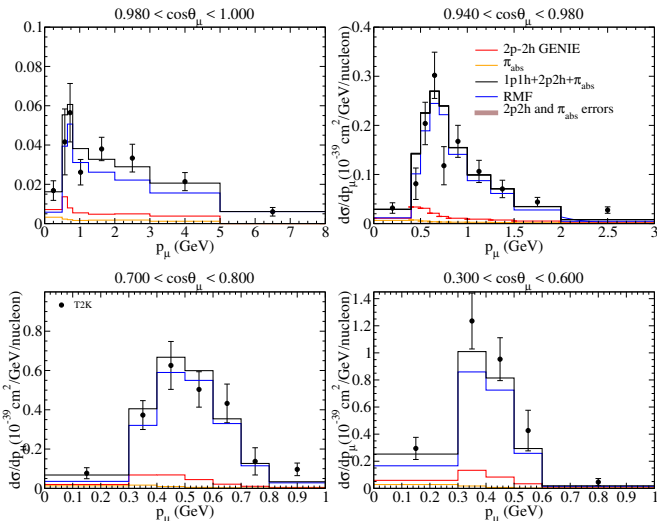 0.980 < cosθμ < 1.000
0.940 < cosθμ < 0.980
0.1
0.08
0.06
0.04
0.02
0
0 1 2 3 4 5 6 7 8
pμ (GeV)
dσ/dpμ(10⁻³⁹ cm²/GeV/nucleon)
0.4
0.3
0.2
0.1
0
0 0.5 1 1.5 2 2.5 3
pμ (GeV)
2p-2h GENIE
πabs
1p1h+2p2h+πabs
RMF
2p2h and πabs errors
0.700 < cosθμ < 0.800
0.300 < cosθμ < 0.600
dσ/dpμ(10⁻³⁹ cm²/GeV/nucleon)
0.8
0.6
0.4
0.2
0
0 0.1 0.2 0.3 0.4 0.5 0.6 0.7 0.8 0.9 1
pμ (GeV)
T2K
dσ/dpμ(10⁻³⁹ cm²/GeV/nucleon)
1.4
1.2
1
0.8
0.6
0.4
0.2
0
0 0.1 0.2 0.3 0.4 0.5 0.6 0.7 0.8 0.9 1
pμ (GeV)